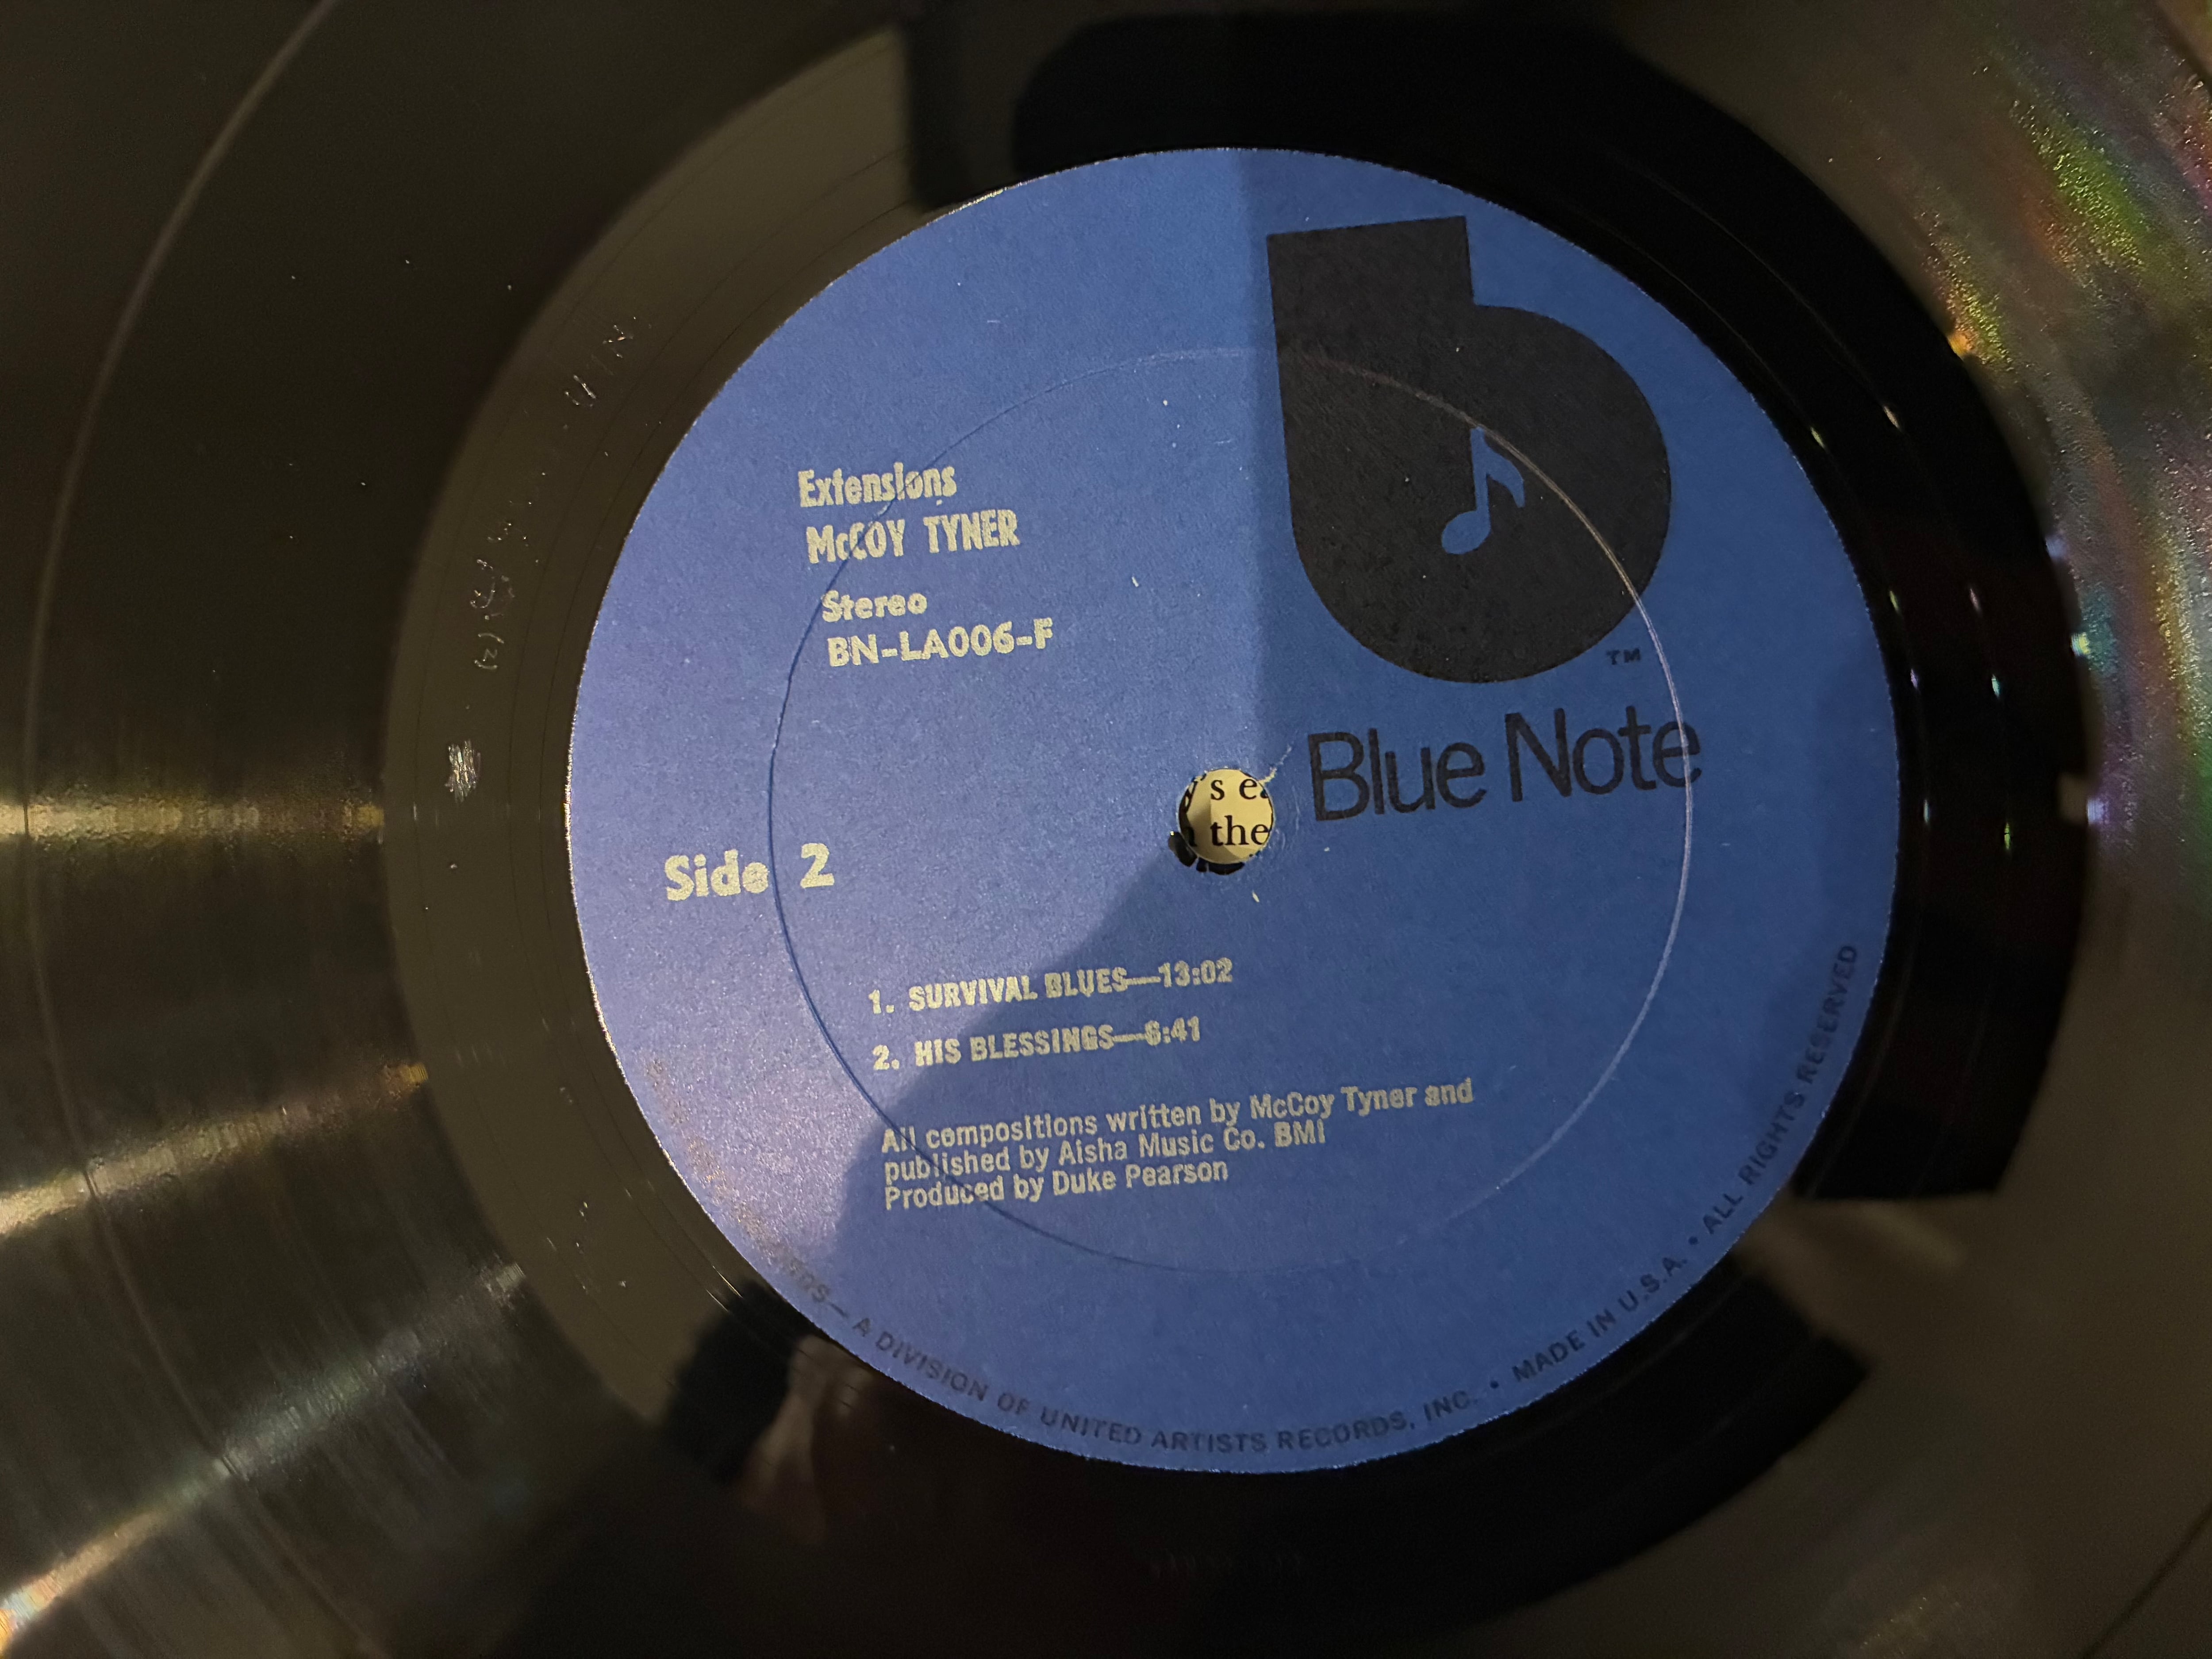 Extensions
McCOY TYNER
Stereo
BN-LA006-F
TM
Blue Note
s
the
Side 2
1. SURVIVAL BLUES—13:02
2. HIS BLESSINGS—6:41
All compositions written by McCoy Tyner and
published by Aisha Music Co. BMI
Produced by Duke Pearson
— A DIVISION OF UNITED ARTISTS RECORDS, INC. • MADE IN U.S.A. • ALL RIGHTS RESERVED